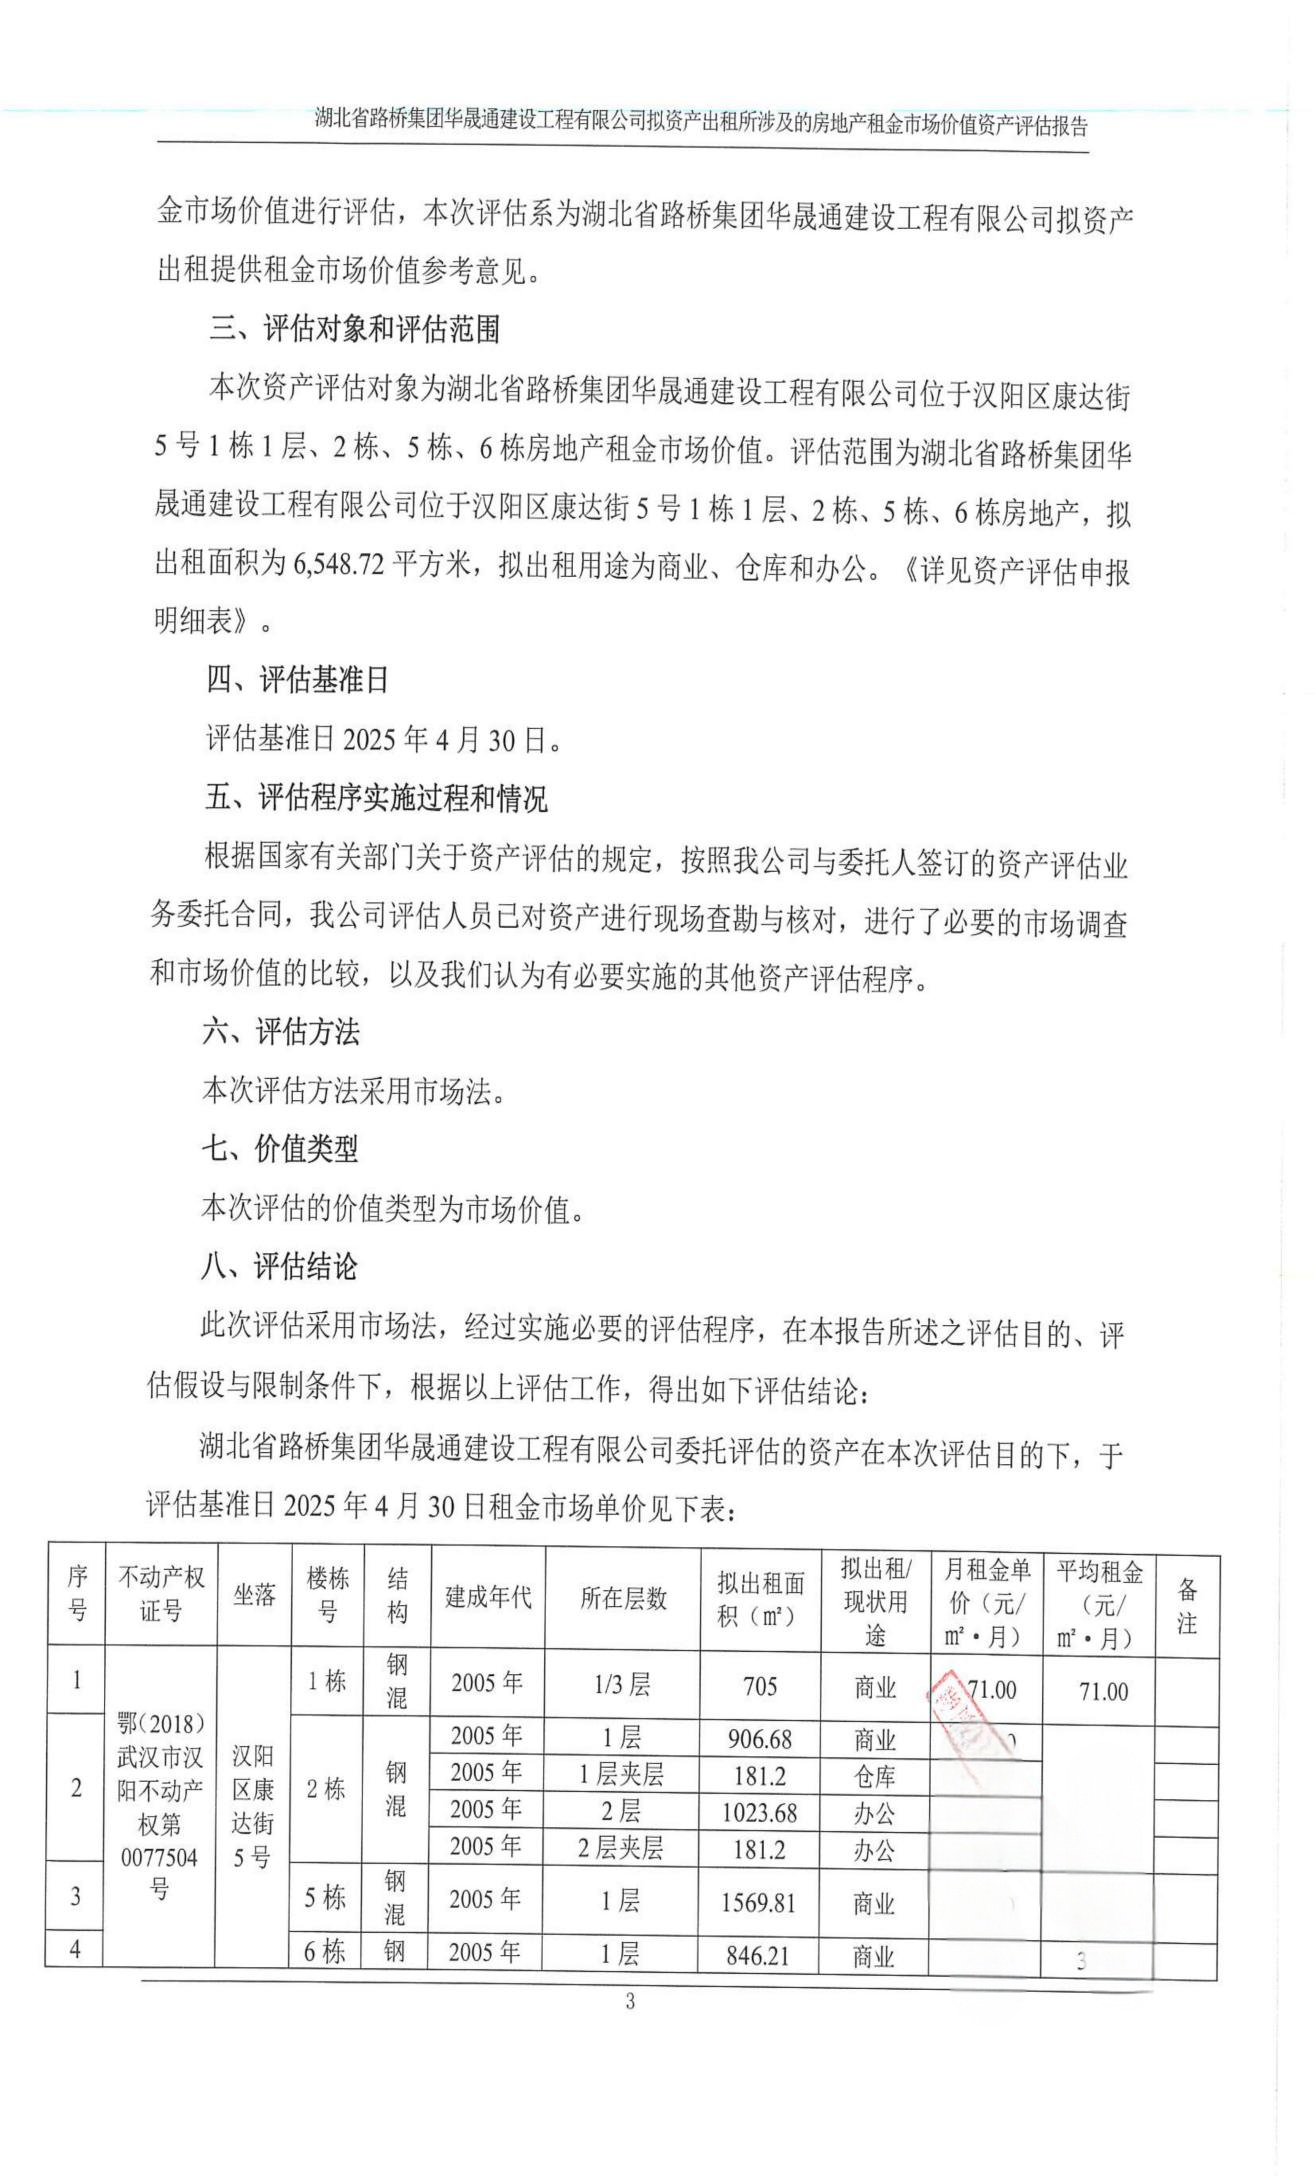 湖北省路桥集团华晟通建设工程有限公司拟资产出租所涉及的房地产租金市场价值资产评估报告
金市场价值进行评估，本次评估系为湖北省路桥集团华晟通建设工程有限公司拟资产
出租提供租金市场价值参考意见。
三、评估对象和评估范围
本次资产评估对象为湖北省路桥集团华晟通建设工程有限公司位于汉阳区康达街
5号1栋1层、2栋、5栋、6栋房地产租金市场价值。评估范围为湖北省路桥集团华
晟通建设工程有限公司位于汉阳区康达街5号1栋1层、2栋、5栋、6栋房地产，拟
出租面积为6,548.72平方米，拟出租用途为商业、仓库和办公。《详见资产评估申报
明细表》。
四、评估基准日
评估基准日2025年4月30日。
五、评估程序实施过程和情况
根据国家有关部门关于资产评估的规定，按照我公司与委托人签订的资产评估业
务委托合同，我公司评估人员已对资产进行现场查勘与核对，进行了必要的市场调查
和市场价值的比较，以及我们认为有必要实施的其他资产评估程序。
六、评估方法
本次评估方法采用市场法。
七、价值类型
本次评估的价值类型为市场价值。
八、评估结论
此次评估采用市场法，经过实施必要的评估程序，在本报告所述之评估目的、评
估假设与限制条件下，根据以上评估工作，得出如下评估结论：
湖北省路桥集团华晟通建设工程有限公司委托评估的资产在本次评估目的下，于
评估基准日2025年4月30日租金市场单价见下表：
序号 不动产权证号 坐落 楼栋号 结构 建成年代 所在层数 拟出租面积（㎡） 拟出租/现状用途 月租金单价（元/㎡·月） 平均租金（元/㎡·月） 备注
1 鄂（2018）武汉市汉阳不动产权第0077504号 汉阳区康达街5号 1栋 钢混 2005年 1/3层 705 商业 71.00 71.00
2 2栋 钢混 2005年 1层 906.68 商业
2005年 1层夹层 181.2 仓库
2005年 2层 1023.68 办公
2005年 2层夹层 181.2 办公
3 5栋 钢混 2005年 1层 1569.81 商业
4 6栋 钢 2005年 1层 846.21 商业 3
3